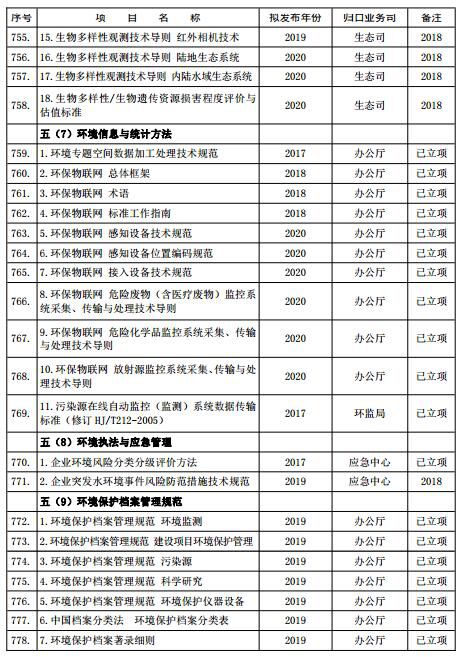 序号 项 目 名 称 拟发布年份 归口业务司 备注
755. 15.生物多样性观测技术导则 红外相机技术 2019 生态司 2018
756. 16.生物多样性观测技术导则 陆地生态系统 2020 生态司 2018
757. 17.生物多样性观测技术导则 内陆水域生态系统 2020 生态司 2018
758. 18.生物多样性/生物遗传资源损害程度评价与 2020 生态司 2018
估值标准
五（7）环境信息与统计方法
759. 1.环境专题空间数据加工处理技术规范 2017 办公厅 已立项
760. 2.环保物联网 总体框架 2018 办公厅 已立项
761. 3.环保物联网 术语 2018 办公厅 已立项
762. 4.环保物联网 标准工作指南 2018 办公厅 已立项
763. 5.环保物联网 感知设备技术规范 2020 办公厅 已立项
764. 6.环保物联网 感知设备位置编码规范 2020 办公厅 已立项
765. 7.环保物联网 接入设备技术规范 2020 办公厅 已立项
766. 8.环保物联网 危险废物（含医疗废物）监控系 2020 办公厅 已立项
统采集、传输与处理技术导则
767. 9.环保物联网 危险化学品监控系统采集、传输 2020 办公厅 已立项
与处理技术导则
768. 10.环保物联网 放射源监控系统采集、传输与处 2020 办公厅 已立项
理技术导则
769. 11.污染源在线自动监控（监测）系统数据传输 2017 环监局 已立项
标准（修订 HJ/T212-2005）
五（8）环境执法与应急管理
770. 1.企业环境风险分类分级评价方法 2017 应急中心 已立项
771. 2.企业突发水环境事件风险防范措施技术规范 2019 应急中心 2018
五（9）环境保护档案管理规范
772. 1.环境保护档案管理规范 环境监测 2019 办公厅 已立项
773. 2.环境保护档案管理规范 建设项目环境保护管理 2019 办公厅 已立项
774. 3.环境保护档案管理规范 污染源 2019 办公厅 已立项
775. 4.环境保护档案管理规范 科学研究 2019 办公厅 已立项
776. 5.环境保护档案管理规范 环境保护仪器设备 2019 办公厅 已立项
777. 6.中国档案分类法 环境保护档案分类表 2019 办公厅 已立项
778. 7.环境保护档案著录细则 2019 办公厅 已立项